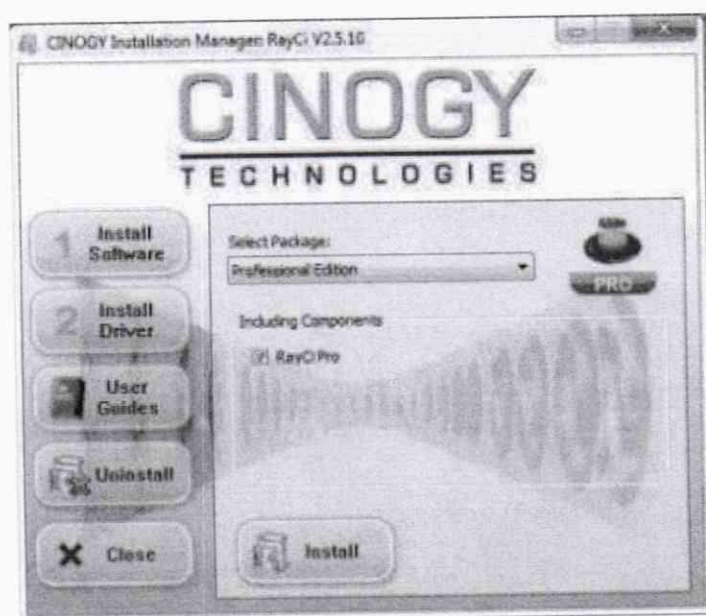 CINOGY Installation Manager: RayCi V2.5.10
CINOGY
TECHNOLOGIES
1 Install
Software
Select Package:
Professional Edition
PRO
2 Install
Driver
Including Components
RayCi Pro
User
Guides
Uninstall
Close
Install